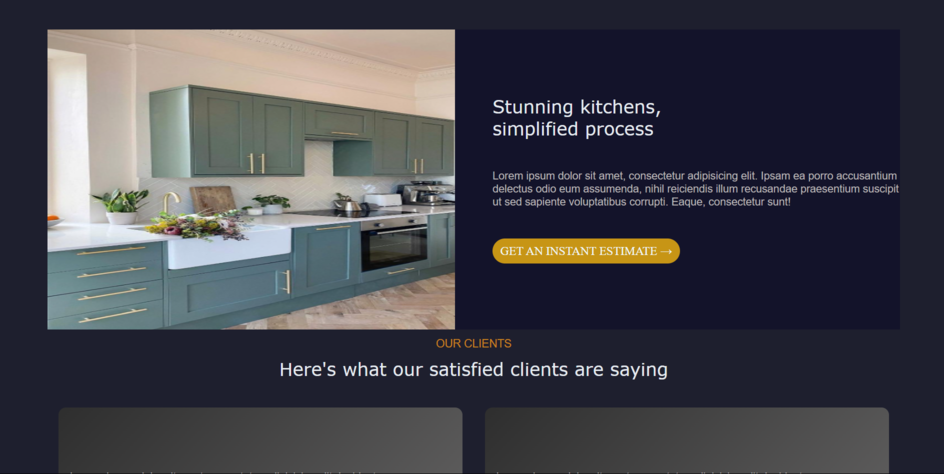 Stunning kitchens,
simplified process
Lorem ipsum dolor sit amet, consectetur adipisicing elit. Ipsam ea porro accusantium
delectus odio eum assumenda, nihil reiciendis illum recusandae praesentium suscipit
ut sed sapiente voluptatibus corrupti. Eaque, consectetur sunt!
GET AN INSTANT ESTIMATE →
OUR CLIENTS
Here's what our satisfied clients are saying